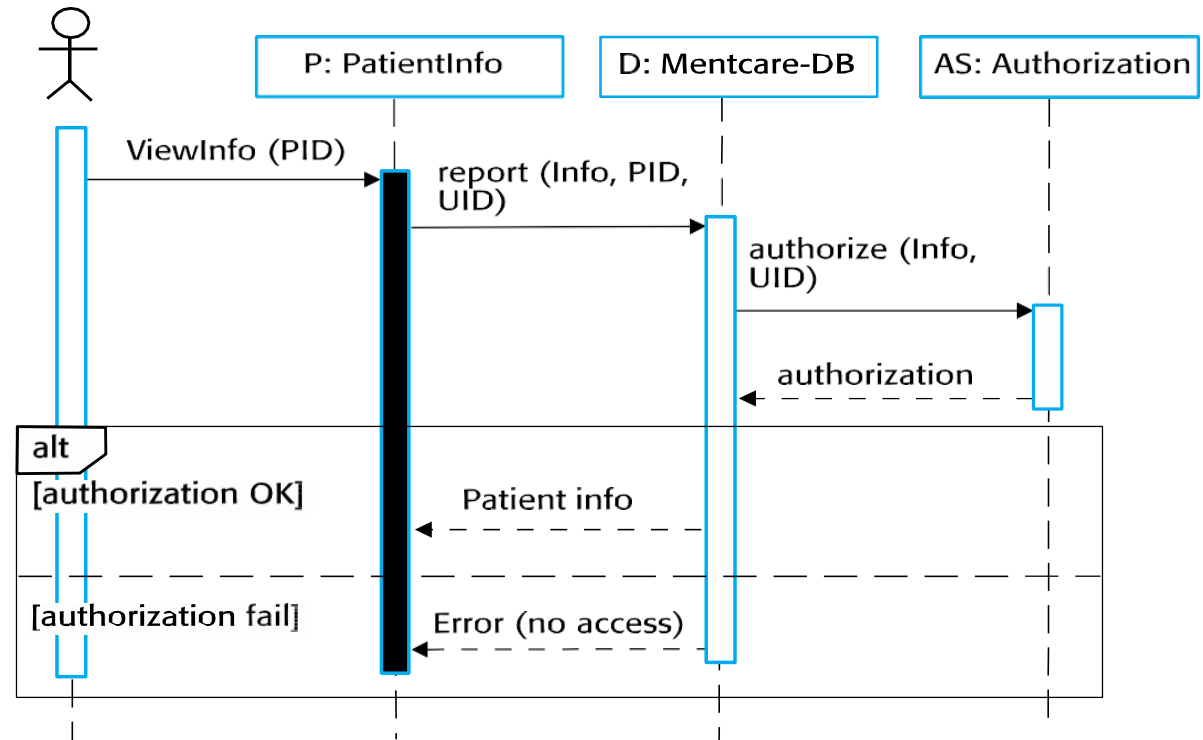 P: PatientInfo
D: Mentcare-DB
AS: Authorization
ViewInfo (PID)
report (Info, PID,
UID)
authorize (Info,
UID)
authorization
alt
[authorization OK]
Patient info
[authorization fail]
Error (no access)